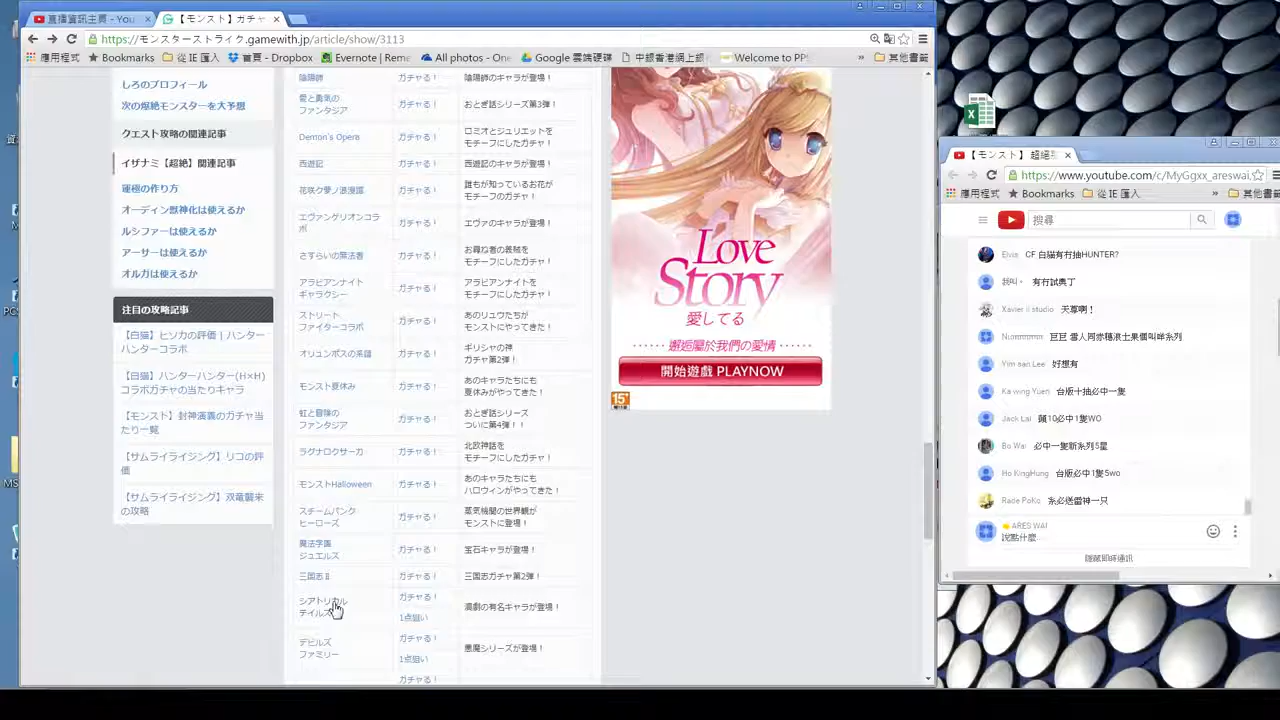 直播資訊主頁 - You
【モンスト】ガチャ
https://モンスターストライク.gamewith.jp/article/show/3113
應用程式
Bookmarks
從 IE 匯入
首頁 - Dropbox
Evernote | Reme
All photos - One
Google 雲端硬碟
中銀香港網上銀
Welcome to PP
»
其他書籤
しろのプロフィール
次の爆絶モンスターを大予想
クエスト攻略の関連記事
イザナミ【超絶】関連記事
運極の作り方
オーディン獣神化は使えるか
ルシファーは使えるか
アーサーは使えるか
オルガは使えるか
注目の攻略記事
【白猫】ヒソカの評価 | ハンター
ハンターコラボ
【白猫】ハンターハンター(H×H)
コラボガチャの当たりキャラ
【モンスト】封神演義のガチャ当
たり一覧
【サムライライジング】リコの評
価
【サムライライジング】双竜襲来
の攻略
陰陽師 ガチャる！ 陰陽師のキャラが登場！
愛と勇気の
ファンタジア
ガチャる！
おとぎ話シリーズ第3弾！
Demon's Opera
ガチャる！
ロミオとジュリエットを
モチーフにしたガチャ！
西遊記 ガチャる！ 西遊記のキャラが登場！
花咲夕夢ノ浪漫譚
ガチャる！
誰もが知っているお花が
モチーフのガチャ！
エヴァンゲリオンコラ
ボ
ガチャる！
エヴァのキャラが登場！
さすらいの無法者
ガチャる！
お尋ね者の義賊を
モチーフにしたガチャ！
アラビアンナイト
ギャラクシー
ガチャる！
アラビアンナイトを
モチーフにしたガチャ！
ストリート
ファイターコラボ
ガチャる！
あのリュウたちが
モンストにやってきた！
オリュンポスの系譜
ガチャる！
ギリシャの神
ガチャ第2弾！
モンスト夏休み
ガチャる！
あのキャラたちにも
夏休みがやってきた！
虹と冒険の
ファンタジア
ガチャる！
おとぎ話シリーズ
ついに第4弾！！
ラグナロクサーガ
ガチャる！
北欧神話を
モチーフにしたガチャ！
モンストHalloween
ガチャる！
あのキャラたちにも
ハロウィンがやってきた！
スチームパンク
ヒーローズ
ガチャる！
蒸気機関の世界観が
モンストに登場！
魔法学園
ジュエルズ
ガチャる！
宝石キャラが登場！
三国志Ⅱ ガチャる！ 三国志ガチャ第2弾！
シアトリカル
テイルズ
ガチャる！
1点狙い
演劇の有名キャラが登場！
デビルズ
ファミリー
ガチャる！
1点狙い
悪魔シリーズが登場！
ガチャる！
Love
Story
愛してる
······ 邂逅屬於我們的愛情 ······
開始遊戲 PLAYNOW
15+
【モンスト】 超絕
https://www.youtube.com/c/MyGgxx_areswai
應用程式
Bookmarks
從 IE 匯入
»
其他書籤
搜尋
Elvia CF 白貓有冇抽HUNTER?
我叫。 有冇試奧丁
Xavier ii studio 天尊喇！
巨巨 雪人同赤穗浪士果個叫咩系列
Yim san Lee 好想有
Ka wing Yuen 台版十抽必中一隻
Jack Lai 儲10必中1隻WO
Bo Wai 必中一隻新系列5星
Ho KingHung 台版必中1隻5wo
Rade PoKo 系必送雷神一只
ARES WAI
說點什麼...
隱藏即時通訊